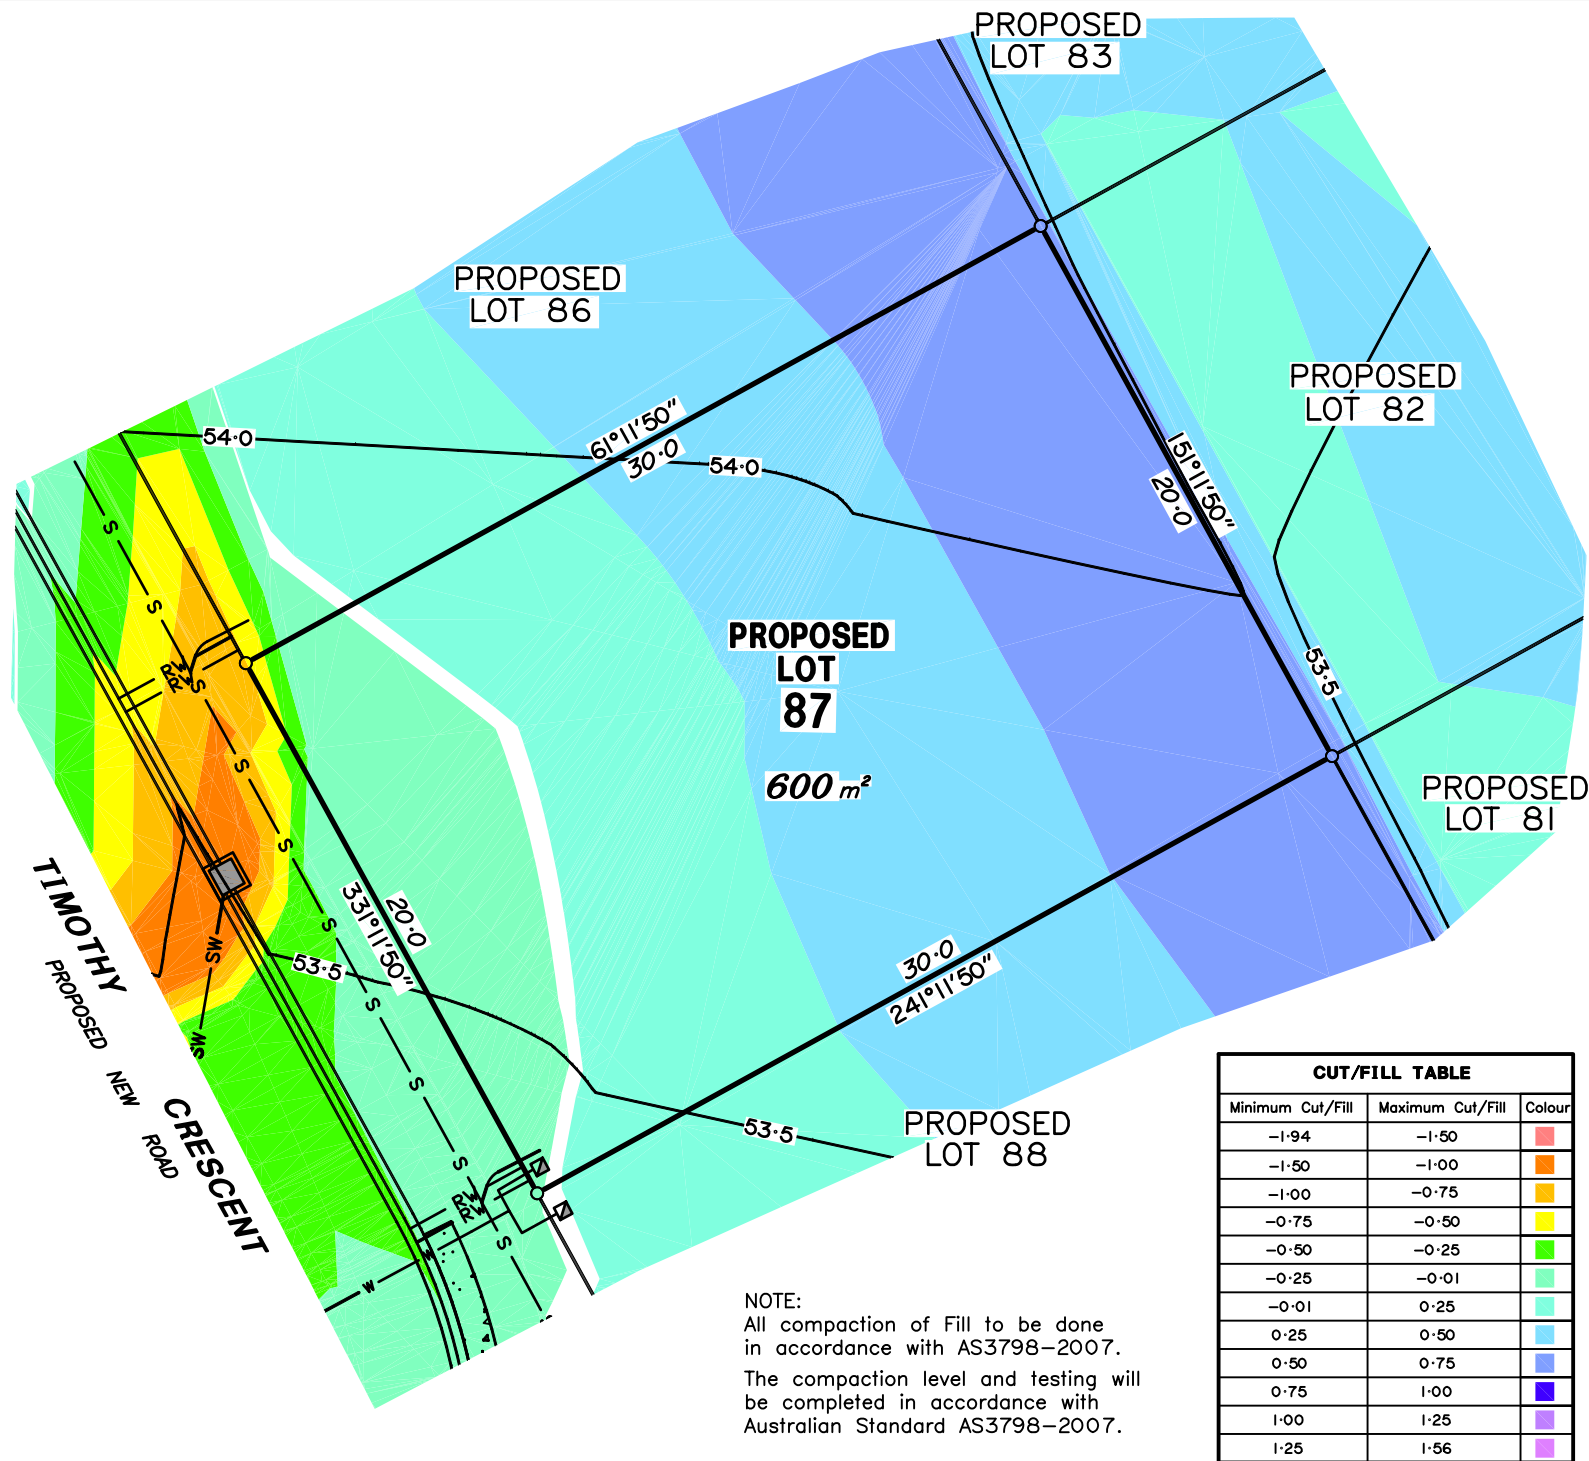 PROPOSED
LOT 83
PROPOSED
LOT 86
PROPOSED
LOT 82
54·0
61°11'50"
30·0
54·0
151°11'50"
20·0
S
S
PROPOSED
LOT
87
600 m²
53·5
RW
RW
S
S
S
PROPOSED
LOT 81
TIMOTHY
CRESCENT
PROPOSED NEW ROAD
20·0
331°11'50"
S
SW
SW
53·5
S
30·0
241°11'50"
S
53·5
PROPOSED
LOT 88
S
RW
RW
S
W
W
CUT/FILL TABLE
Minimum Cut/Fill Maximum Cut/Fill Colour
-1·94 -1·50
-1·50 -1·00
-1·00 -0·75
-0·75 -0·50
-0·50 -0·25
-0·25 -0·01
-0·01 0·25
0·25 0·50
0·50 0·75
0·75 1·00
1·00 1·25
1·25 1·56
NOTE:
All compaction of Fill to be done
in accordance with AS3798-2007.
The compaction level and testing will
be completed in accordance with
Australian Standard AS3798-2007.